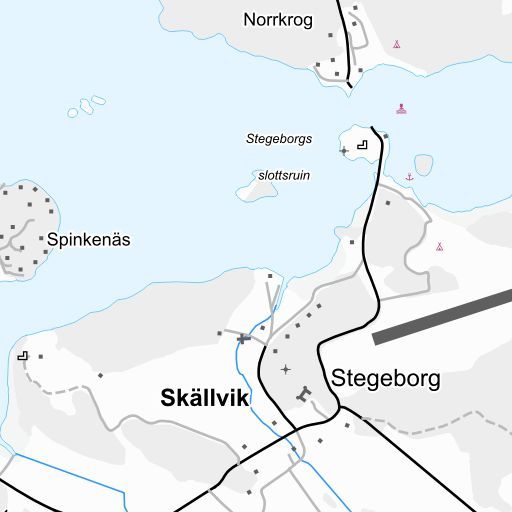 Norrkrog
Stegeborgs
slottsruin
Spinkenäs
Stegeborg
Skällvik